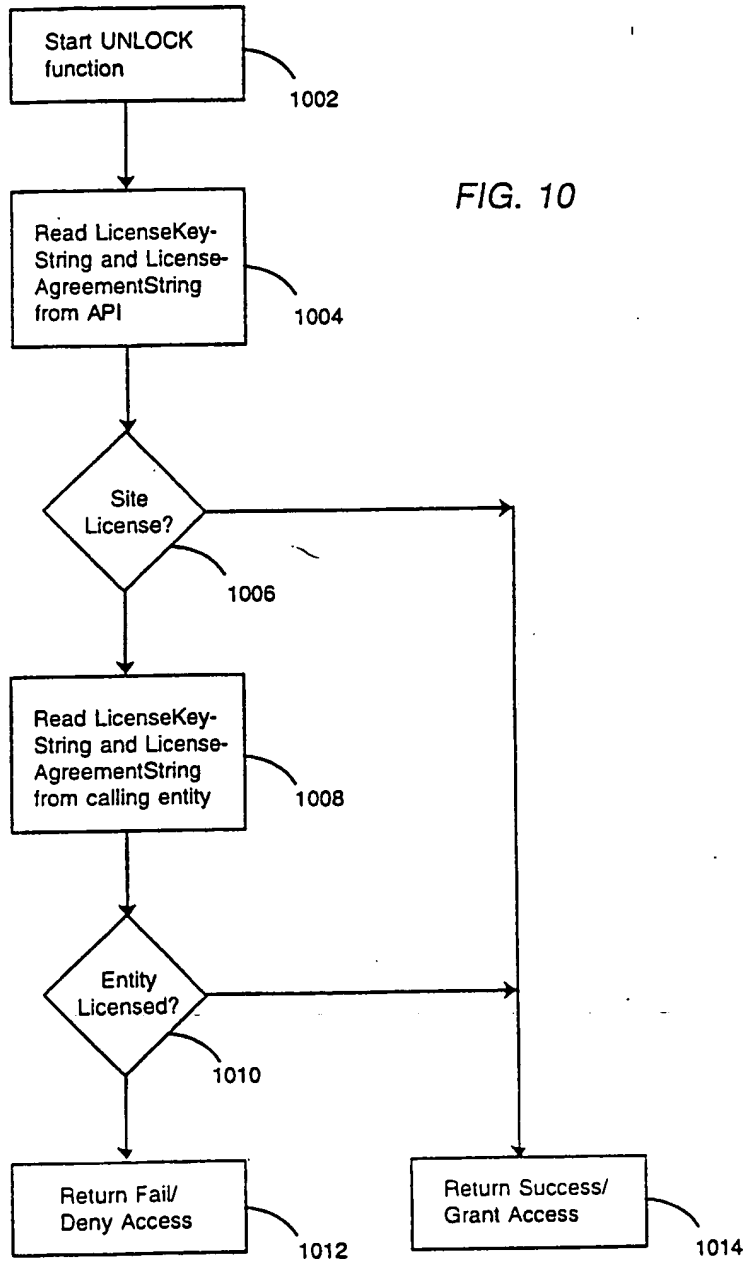 Start UNLOCK
function
1002
FIG. 10
Read LicenseKey-
String and License-
AgreementString
from API
1004
Site
License?
1006
Read LicenseKey-
String and License-
AgreementString
from calling entity
1008
Entity
Licensed?
1010
Return Fail/
Deny Access
1012
Return Success/
Grant Access
1014